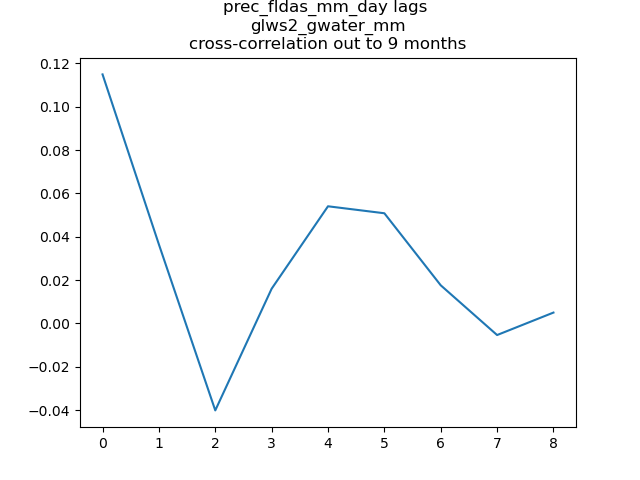 prec_fldas_mm_day lags
glws2_gwater_mm
cross-correlation out to 9 months
0.12
0.10
0.08
0.06
0.04
0.02
0.00
−0.02
−0.04
0 1 2 3 4 5 6 7 8